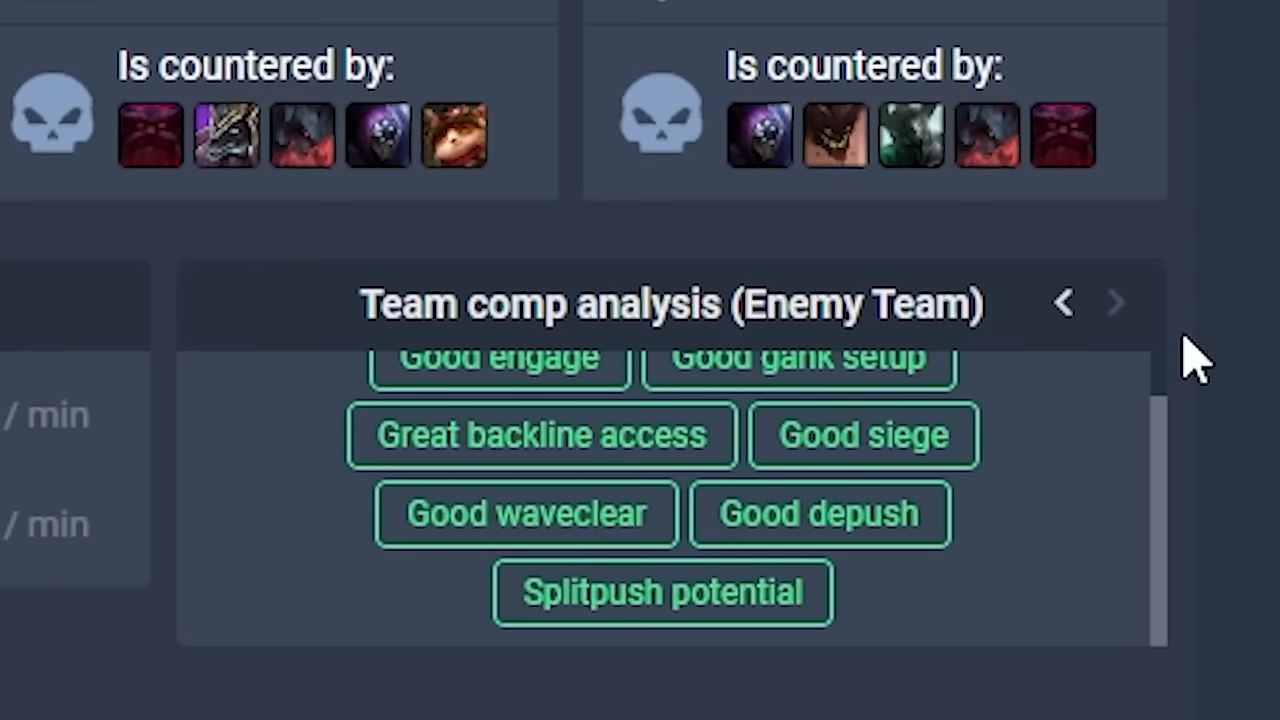 Is countered by:
Is countered by:
Team comp analysis (Enemy Team)
Good engage
Good gank setup
/ min
Great backline access
Good siege
/ min
Good waveclear
Good depush
Splitpush potential